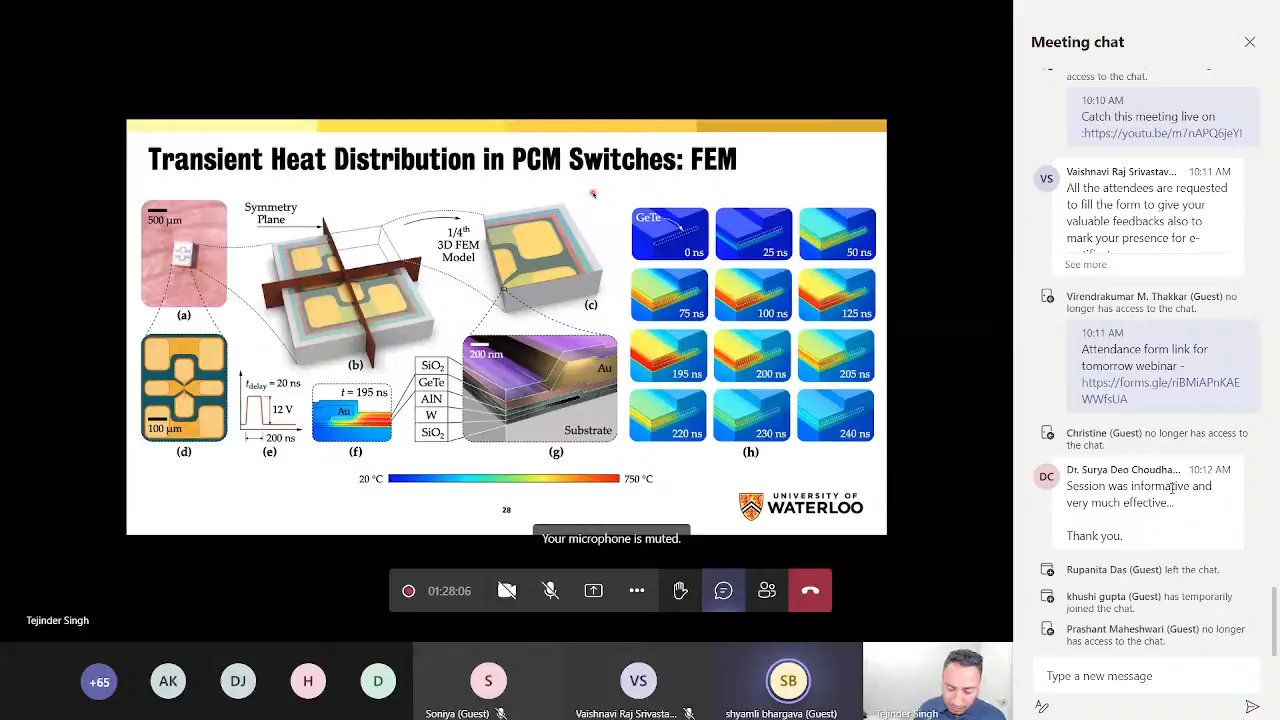 Transient Heat Distribution in PCM Switches: FEM
500 μm
(a)
Symmetry
Plane
1/4th
3D FEM
Model
(b)
(c)
GeTe
0 ns
25 ns
50 ns
75 ns
100 ns
125 ns
195 ns
200 ns
205 ns
220 ns
230 ns
240 ns
(h)
100 μm
(d)
tdelay = 20 ns
12 V
200 ns
(e)
t = 195 ns
Au
(f)
SiO2
GeTe
AlN
W
SiO2
200 nm
Au
Substrate
(g)
20 °C
750 °C
28
UNIVERSITY OF
WATERLOO
Your microphone is muted.
01:28:06
Tejinder Singh
+65
AK
DJ
H
D
S
Soniya (Guest)
VS
Vaishnavi Raj Srivasta...
SB
shyamli bhargava (Guest)
Tejinder Singh
Meeting chat
access to the chat.
10:10 AM
Catch this meeting live on
:https://youtu.be/m7nAPQ6jeYI
VS
Vaishnavi Raj Srivastav... 10:11 AM
All the attendees are requested
to fill the form to give your
valuable feedbacks also to
mark your presence for e-
See more
Virendrakumar M. Thakkar (Guest) no
longer has access to the chat.
10:11 AM
Attendance form link for
tomorrow's webinar -
https://forms.gle/riBMiAPnKAE
WWfsUA
Christine (Guest) no longer has access to
the chat.
DC
Dr. Surga Deo Choudha... 10:12 AM
Session was informative and
very much effective...
Thank you.
Rupanita Das (Guest) left the chat.
khushi gupta (Guest) has temporarily
joined the chat.
Prashant Maheshwari (Guest) no longer
has access to the chat.
Type a new message